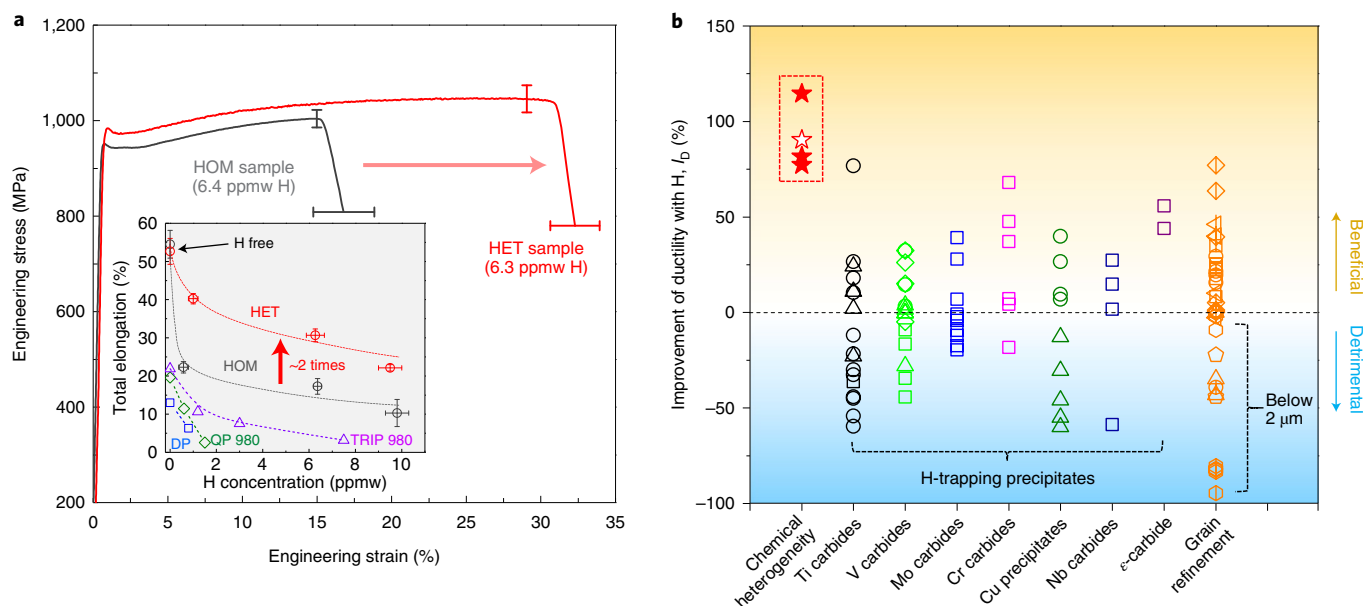 a
1,200
1,000
800
600
400
200
Engineering stress (MPa)
0
5
10
15
20
25
30
35
Engineering strain (%)
HOM sample
(6.4 ppmw H)
HET sample
(6.3 ppmw H)
60
50
40
30
20
10
0
Total elongation (%)
H free
HET
HOM
~2 times
DP
QP 980
TRIP 980
0
2
4
6
8
10
H concentration (ppmw)
b
150
100
50
0
−50
−100
Improvement of ductility with H, I_D (%)
Beneficial
Detrimental
Below
2 μm
H-trapping precipitates
Chemical
heterogeneity
Ti carbides
V carbides
Mo carbides
Cr carbides
Cu precipitates
Nb carbides
ε-carbide
Grain
refinement